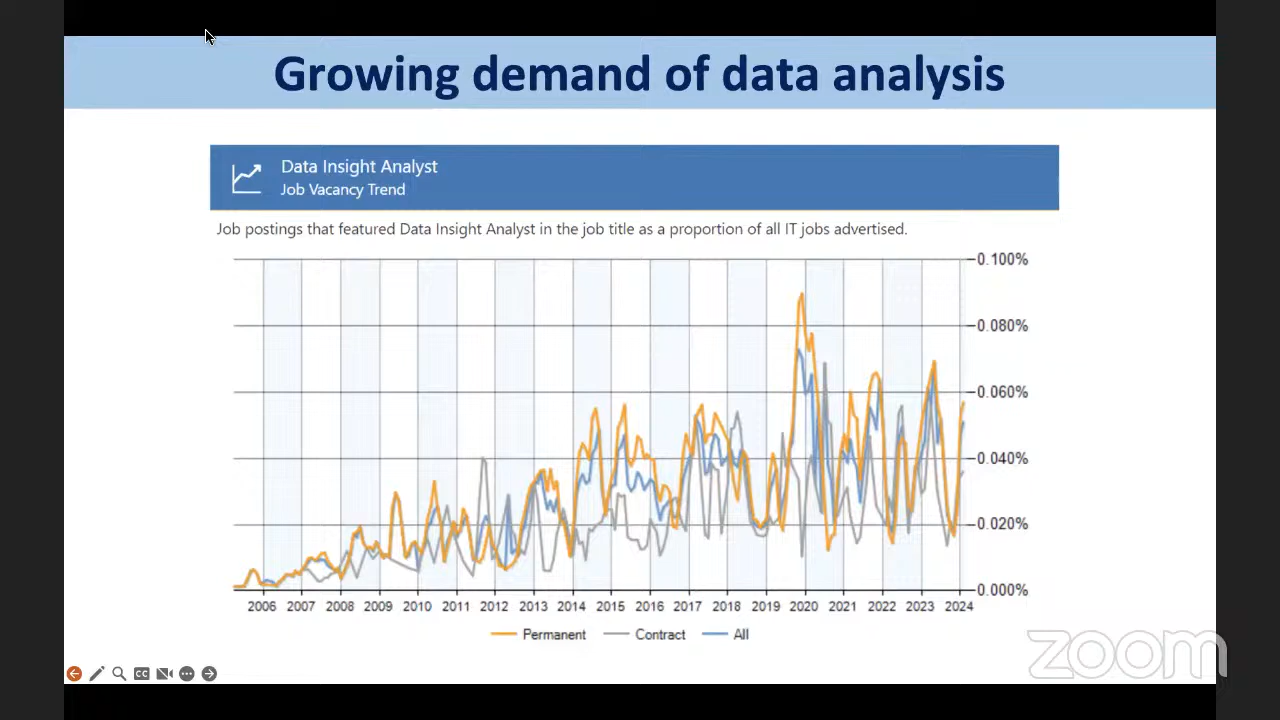 Growing demand of data analysis
Data Insight Analyst
Job Vacancy Trend
Job postings that featured Data Insight Analyst in the job title as a proportion of all IT jobs advertised.
0.100%
0.080%
0.060%
0.040%
0.020%
0.000%
2006 2007 2008 2009 2010 2011 2012 2013 2014 2015 2016 2017 2018 2019 2020 2021 2022 2023 2024
Permanent Contract All
zoom
CC